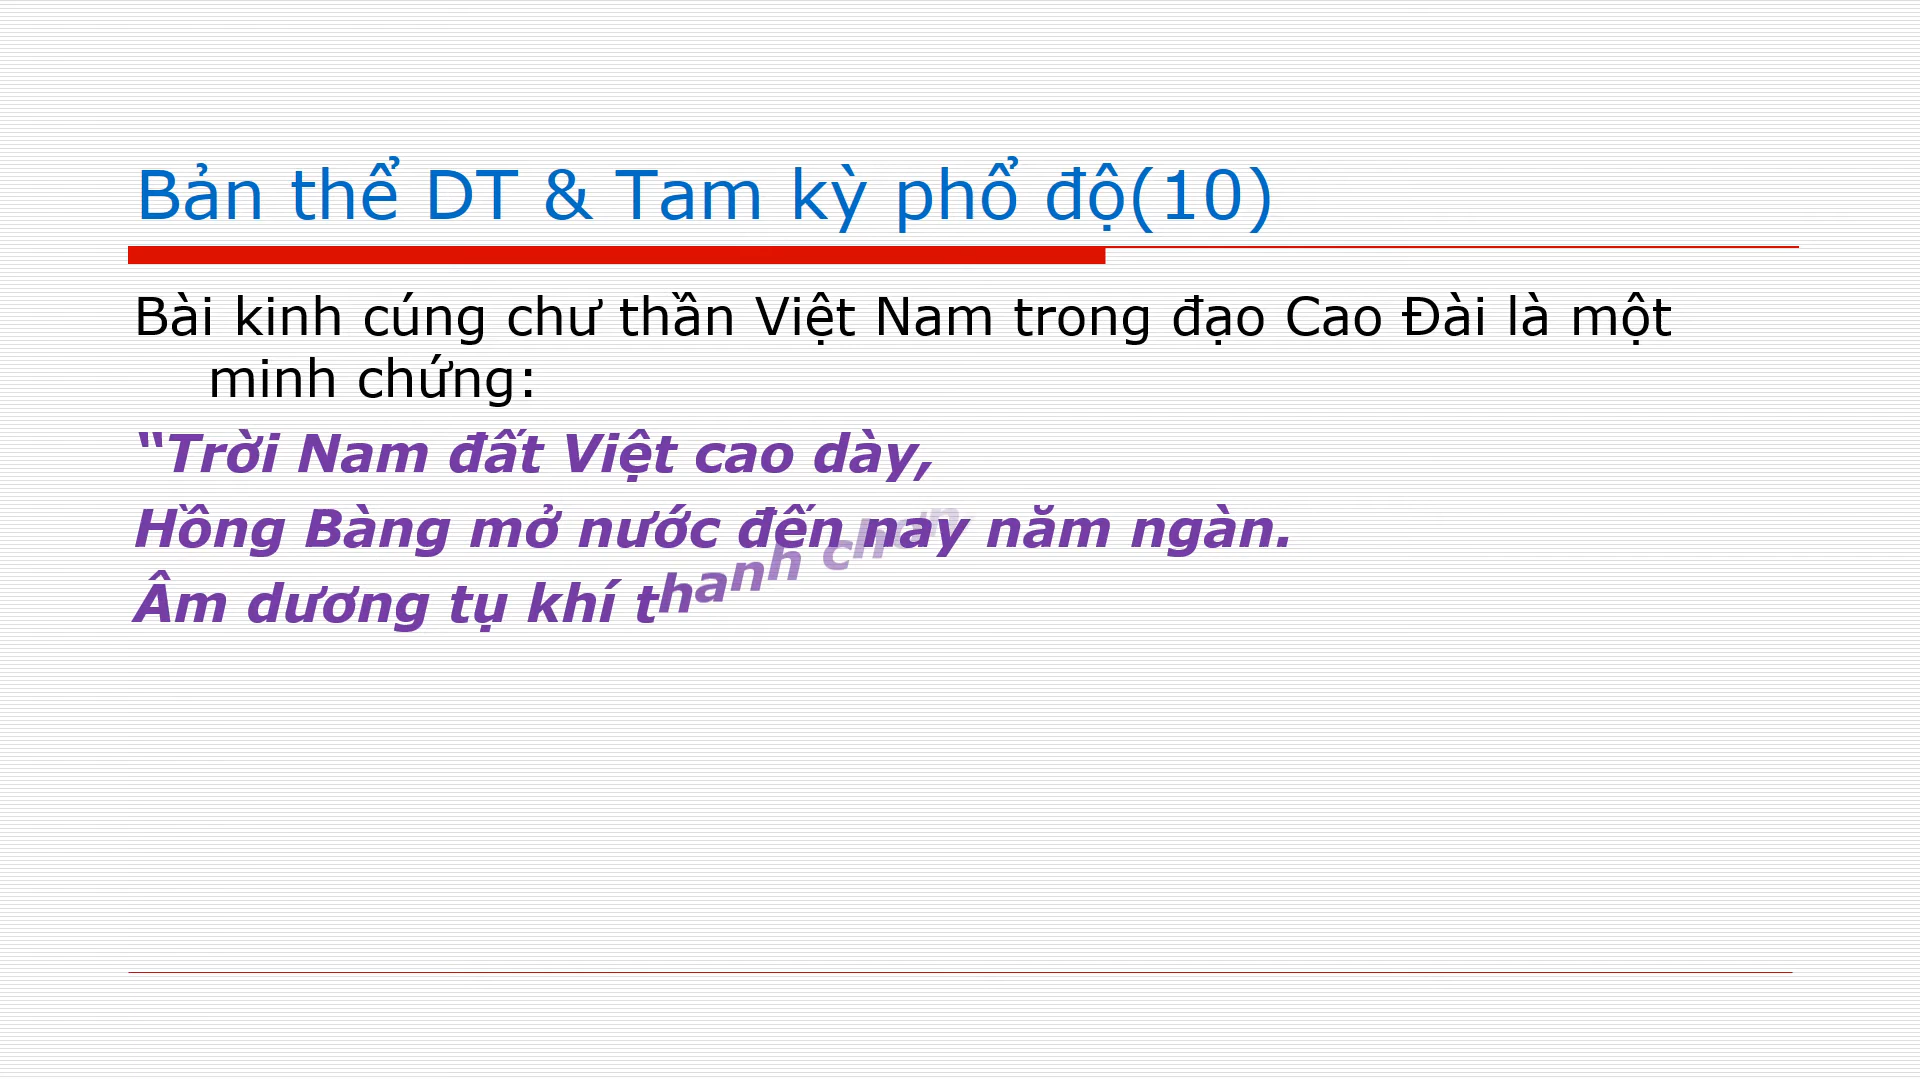 Bản thể DT & Tam kỳ phổ độ(10)
Bài kinh cúng chư thần Việt Nam trong đạo Cao Đài là một
minh chứng:
“Trời Nam đất Việt cao dày,
Hồng Bàng mở nước đến nay năm ngàn.
Âm dương tụ khí thanh chơn